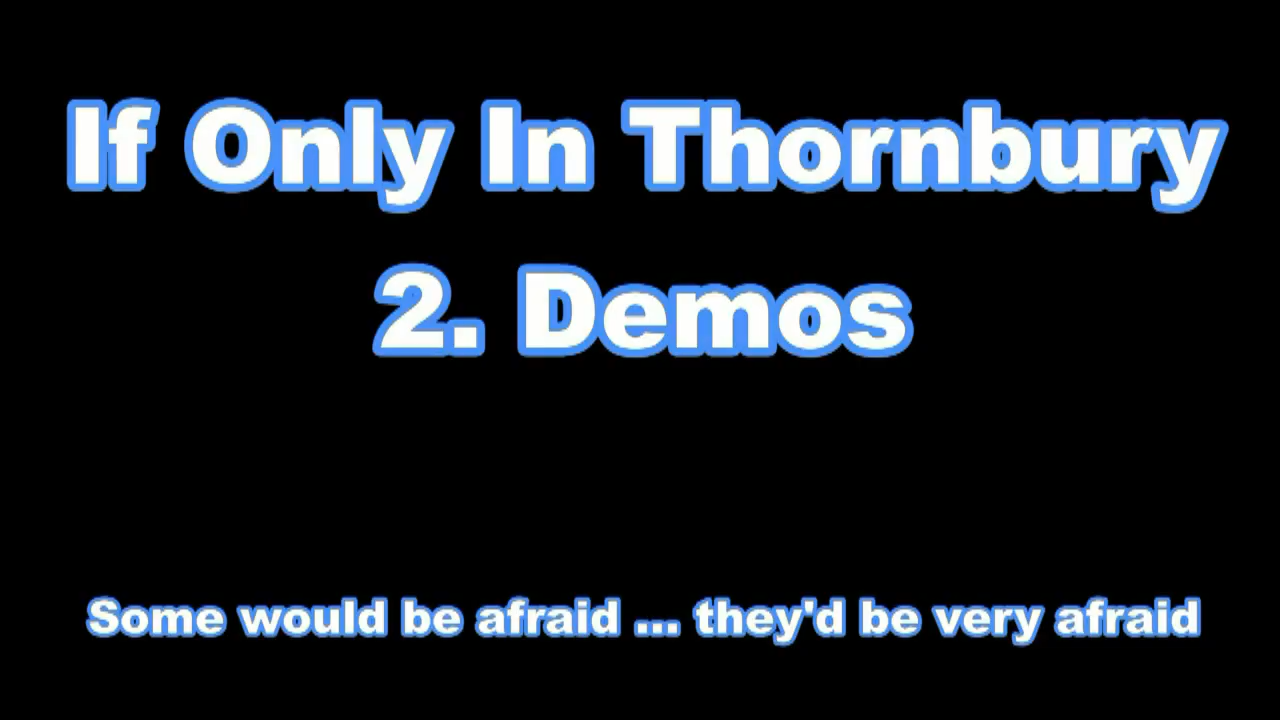 If Only In Thornbury
2. Demos
Some would be afraid ... they'd be very afraid